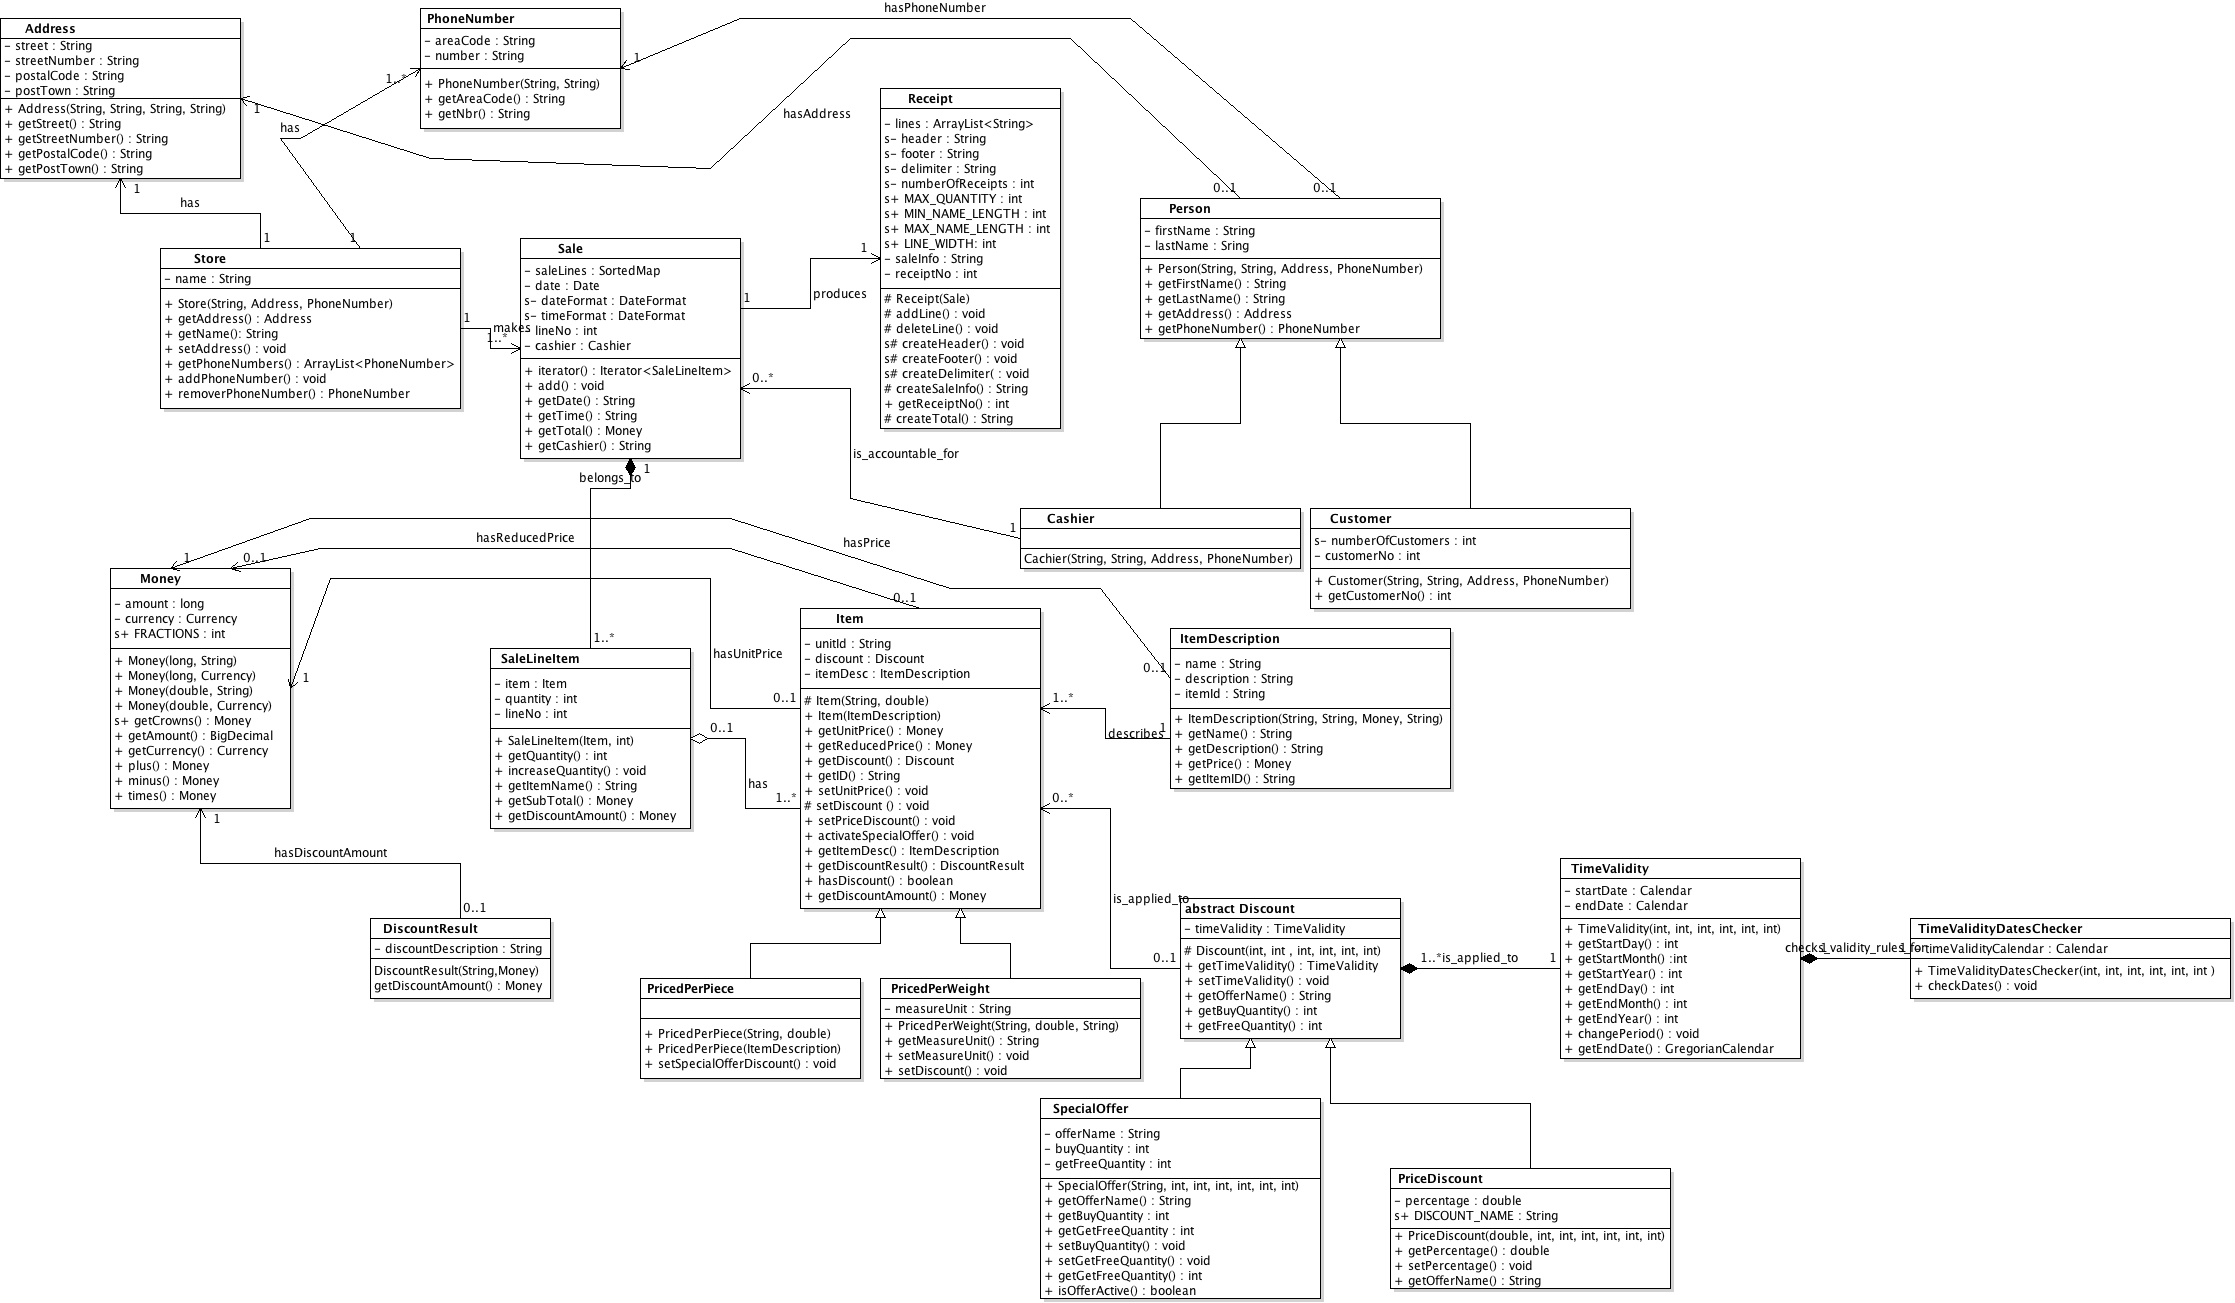 Address
- street : String
- streetNumber : String
- postalCode : String
- postTown : String
+ Address(String, String, String, String)
+ getStreet() : String
+ getStreetNumber() : String
+ getPostalCode() : String
+ getPostTown() : String
PhoneNumber
- areaCode : String
- number : String
+ PhoneNumber(String, String)
+ getAreaCode() : String
+ getNbr() : String
hasPhoneNumber
1
0..1
hasAddress
1
0..1
has
1..*
1
has
1
1
Receipt
- lines : ArrayList<String>
s- header : String
s- footer : String
s- delimiter : String
s- numberOfReceipts : int
s+ MAX_QUANTITY : int
s+ MIN_NAME_LENGTH : int
s+ MAX_NAME_LENGTH : int
s+ LINE_WIDTH: int
- saleInfo : String
- receiptNo : int
# Receipt(Sale)
# addLine() : void
# deleteLine() : void
s# createHeader() : void
s# createFooter() : void
s# createDelimiter( : void
# createSaleInfo() : String
+ getReceiptNo() : int
# createTotal() : String
Person
- firstName : String
- lastName : Sring
+ Person(String, String, Address, PhoneNumber)
+ getFirstName() : String
+ getLastName() : String
+ getAddress() : Address
+ getPhoneNumber() : PhoneNumber
Store
- name : String
+ Store(String, Address, PhoneNumber)
+ getAddress() : Address
+ getName(): String
+ setAddress() : void
+ getPhoneNumbers() : ArrayList<PhoneNumber>
+ addPhoneNumber() : void
+ removerPhoneNumber() : PhoneNumber
1
makes
1..*
Sale
- saleLines : SortedMap
- date : Date
s- dateFormat : DateFormat
s- timeFormat : DateFormat
- lineNo : int
- cashier : Cashier
+ iterator() : Iterator<SaleLineItem>
+ add() : void
+ getDate() : String
+ getTime() : String
+ getTotal() : Money
+ getCashier() : String
1
produces
1
0..*
is_accountable_for
1
1
belongs_to
1..*
Cashier
Cachier(String, String, Address, PhoneNumber)
Customer
s- numberOfCustomers : int
- customerNo : int
+ Customer(String, String, Address, PhoneNumber)
+ getCustomerNo() : int
hasReducedPrice
0..1
0..1
hasPrice
1
0..1
hasUnitPrice
1
0..1
Money
- amount : long
- currency : Currency
s+ FRACTIONS : int
+ Money(long, String)
+ Money(long, Currency)
+ Money(double, String)
+ Money(double, Currency)
s+ getCrowns() : Money
+ getAmount() : BigDecimal
+ getCurrency() : Currency
+ plus() : Money
+ minus() : Money
+ times() : Money
SaleLineItem
- item : Item
- quantity : int
- lineNo : int
+ SaleLineItem(Item, int)
+ getQuantity() : int
+ increaseQuantity() : void
+ getItemName() : String
+ getSubTotal() : Money
+ getDiscountAmount() : Money
0..1
has
1..*
Item
- unitId : String
- discount : Discount
- itemDesc : ItemDescription
# Item(String, double)
+ Item(ItemDescription)
+ getUnitPrice() : Money
+ getReducedPrice() : Money
+ getDiscount() : Discount
+ getID() : String
+ setUnitPrice() : void
# setDiscount () : void
+ setPriceDiscount() : void
+ activateSpecialOffer() : void
+ getItemDesc() : ItemDescription
+ getDiscountResult() : DiscountResult
+ hasDiscount() : boolean
+ getDiscountAmount() : Money
ItemDescription
- name : String
- description : String
- itemId : String
+ ItemDescription(String, String, Money, String)
+ getName() : String
+ getDescription() : String
+ getPrice() : Money
+ getItemID() : String
1..*
describes
1
0..*
is_applied_to
0..1
1
hasDiscountAmount
0..1
DiscountResult
- discountDescription : String
DiscountResult(String,Money)
getDiscountAmount() : Money
PricedPerPiece
+ PricedPerPiece(String, double)
+ PricedPerPiece(ItemDescription)
+ setSpecialOfferDiscount() : void
PricedPerWeight
- measureUnit : String
+ PricedPerWeight(String, double, String)
+ getMeasureUnit() : String
+ setMeasureUnit() : void
+ setDiscount() : void
abstract Discount
- timeValidity : TimeValidity
# Discount(int, int , int, int, int, int)
+ getTimeValidity() : TimeValidity
+ setTimeValidity() : void
+ getOfferName() : String
+ getBuyQuantity() : int
+ getFreeQuantity() : int
1..*
is_applied_to
1
TimeValidity
- startDate : Calendar
- endDate : Calendar
+ TimeValidity(int, int, int, int, int, int)
+ getStartDay() : int
+ getStartMonth() :int
+ getStartYear() : int
+ getEndDay() : int
+ getEndMonth() : int
+ getEndYear() : int
+ changePeriod() : void
+ getEndDate() : GregorianCalendar
checks_validity_rules_for
1
1
TimeValidityDatesChecker
- timeValidityCalendar : Calendar
+ TimeValidityDatesChecker(int, int, int, int, int, int )
+ checkDates() : void
SpecialOffer
- offerName : String
- buyQuantity : int
- getFreeQuantity : int
+ SpecialOffer(String, int, int, int, int, int, int)
+ getOfferName() : String
+ getBuyQuantity : int
+ getGetFreeQuantity : int
+ setBuyQuantity() : void
+ setGetFreeQuantity() : void
+ getGetFreeQuantity() : int
+ isOfferActive() : boolean
PriceDiscount
- percentage : double
s+ DISCOUNT_NAME : String
+ PriceDiscount(double, int, int, int, int, int, int)
+ getPercentage() : double
+ setPercentage() : void
+ getOfferName() : String